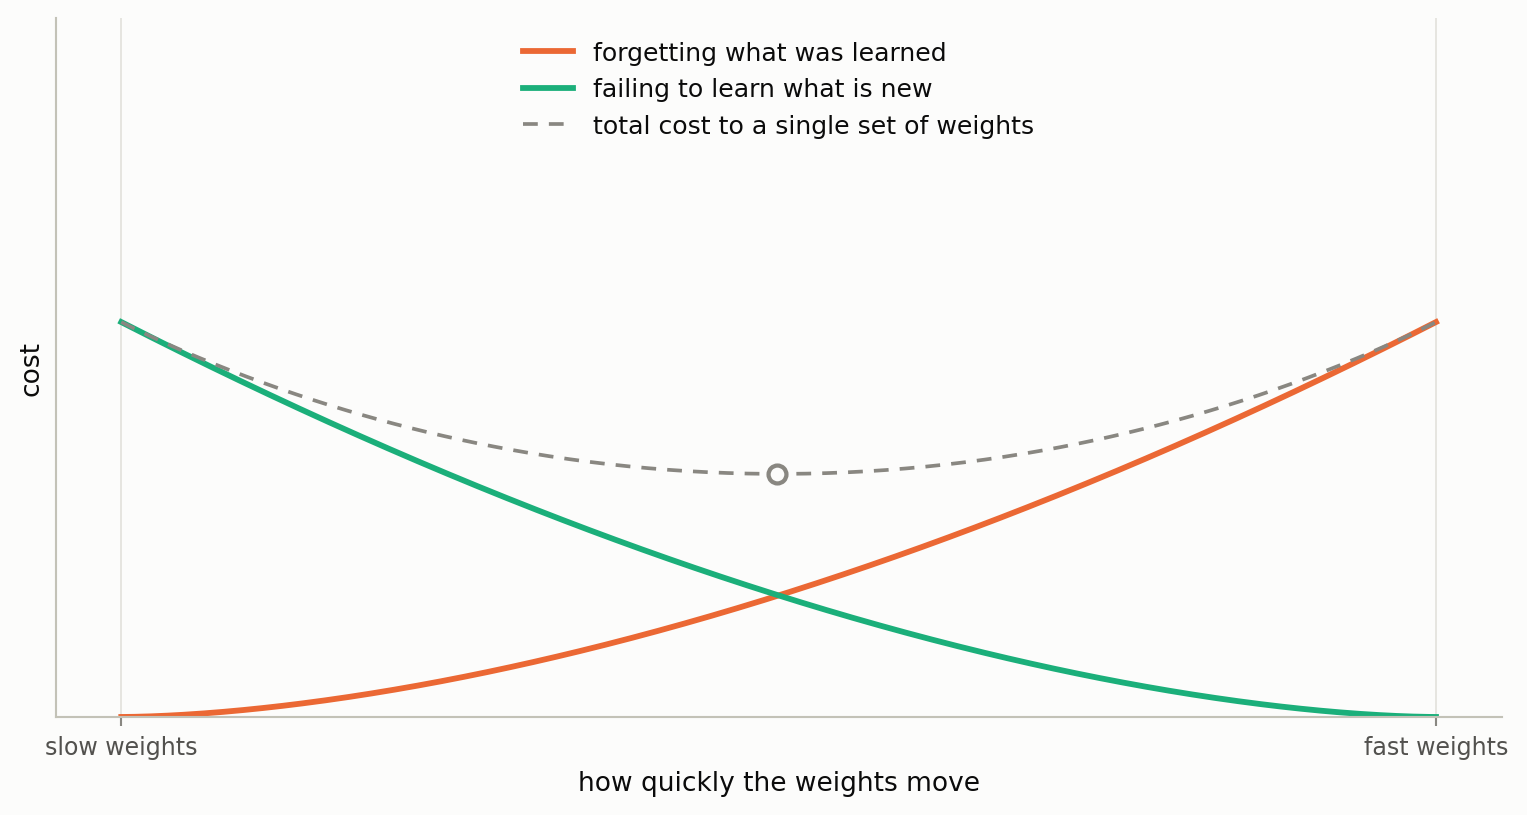 forgetting what was learned
failing to learn what is new
total cost to a single set of weights
cost
slow weights
fast weights
how quickly the weights move